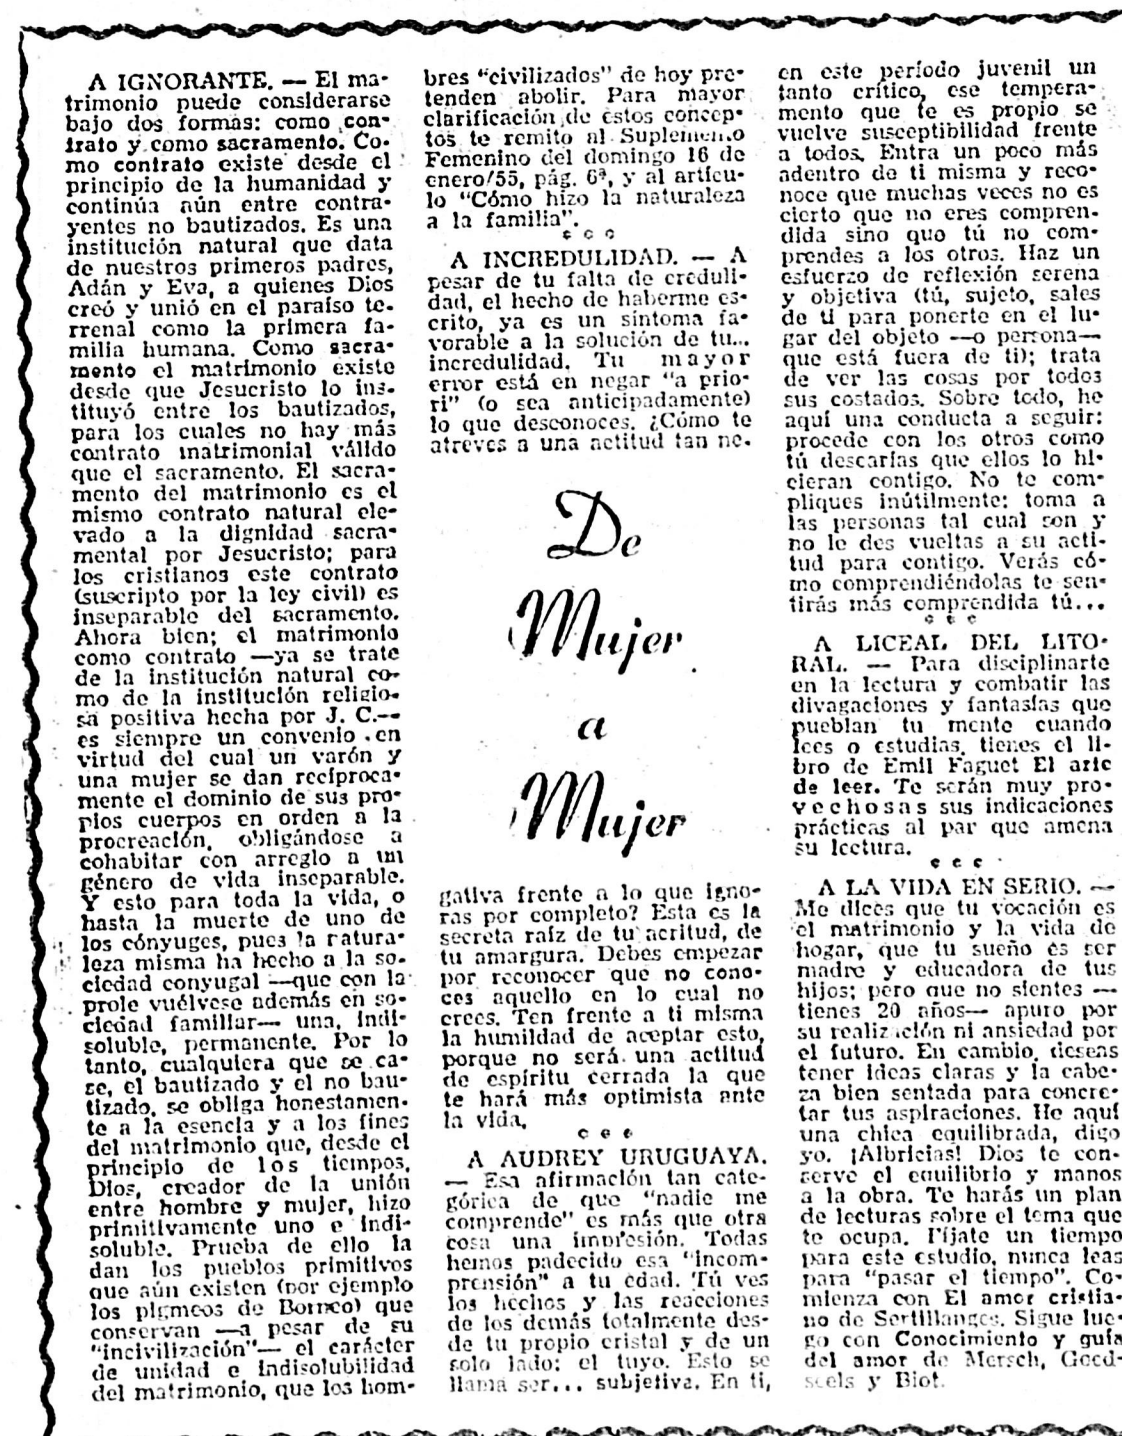 A IGNORANTE. — El ma-
trimonio puede considerarse
bajo dos formas: como con-
trato y como sacramento. Co-
mo contrato existe desde el
principio de la humanidad y
continúa aún entre contra-
yentes no bautizados. Es una
institución natural que data
de nuestros primeros padres,
Adán y Eva, a quienes Dios
creó y unió en el paraíso te-
rrenal como la primera fa-
milia humana. Como sacra-
mento el matrimonio existe
desde que Jesucristo lo ins-
tituyó entre los bautizados,
para los cuales no hay más
contrato matrimonial válido
que el sacramento. El sacra-
mento del matrimonio es el
mismo contrato natural ele-
vado a la dignidad sacra-
mental por Jesucristo; para
los cristianos este contrato
(suscripto por la ley civil) es
inseparable del sacramento.
Ahora bien; el matrimonio
como contrato —ya se trate
de la institución natural co-
mo de la institución religio-
sa positiva hecha por J. C.—
es siempre un convenio en
virtud del cual un varón y
una mujer se dan recíproca-
mente el dominio de sus pro-
pios cuerpos en orden a la
procreación, obligándose a
cohabitar con arreglo a un
género de vida inseparable.
Y esto para toda la vida, o
hasta la muerte de uno de
los cónyuges, pues la natura-
leza misma ha hecho a la so-
ciedad conyugal —que con la
prole vuélvese además en so-
ciedad familiar— una, indi-
soluble, permanente. Por lo
tanto, cualquiera que se ca-
se, el bautizado y el no bau-
tizado, se obliga honestamen-
te a la esencia y a los fines
del matrimonio que, desde el
principio de los tiempos,
Dios, creador de la unión
entre hombre y mujer, hizo
primitivamente uno e indi-
soluble. Prueba de ello la
dan los pueblos primitivos
que aún existen (por ejemplo
los pigmeos de Borneo) que
conservan —a pesar de su
"incivilización"— el carácter
de unidad e indisolubilidad
del matrimonio, que los hom-
bres "civilizados" de hoy pre-
tenden abolir. Para mayor
clarificación de estos concep-
tos te remito al Suplemento
Femenino del domingo 16 de
enero/55, pág. 6ª, y al artícu-
lo "Cómo hizo la naturaleza
a la familia".
A INCREDULIDAD. — A
pesar de tu falta de creduli-
dad, el hecho de haberme es-
crito, ya es un síntoma fa-
vorable a la solución de tu...
incredulidad. Tu mayor
error está en negar "a prio-
ri" (o sea anticipadamente)
lo que desconoces. ¿Cómo te
atreves a una actitud tan ne-
De
Mujer
a
Mujer
gativa frente a lo que igno-
ras por completo? Esta es la
secreta raíz de tu acritud, de
tu amargura. Debes empezar
por reconocer que no cono-
ces aquello en lo cual no
crees. Ten frente a ti misma
la humildad de aceptar esto,
porque no será una actitud
de espíritu cerrada la que
te hará más optimista ante
la vida.
A AUDREY URUGUAYA.
— Esa afirmación tan cate-
górica de que "nadie me
comprende" es más que otra
cosa una impresión. Todas
hemos padecido esa "incom-
prensión" a tu edad. Tú ves
los hechos y las reacciones
de los demás totalmente des-
de tu propio cristal y de un
solo lado: el tuyo. Esto se
llama ser... subjetiva. En ti,
en este período juvenil un
tanto crítico, ese tempera-
mento que te es propio se
vuelve susceptibilidad frente
a todos. Entra un poco más
adentro de ti misma y reco-
noce que muchas veces no es
cierto que no eres compren-
dida sino que tú no com-
prendes a los otros. Haz un
esfuerzo de reflexión serena
y objetiva (tú, sujeto, sales
de ti para ponerte en el lu-
gar del objeto —o persona—
que está fuera de ti); trata
de ver las cosas por todos
sus costados. Sobre todo, he
aquí una conducta a seguir:
procede con los otros como
tú desearías que ellos lo hi-
cieran contigo. No te com-
pliques inútilmente: toma a
las personas tal cual son y
no le des vueltas a su acti-
tud para contigo. Verás có-
mo comprendiéndolas te sen-
tirás más comprendida tú...
A LICEAL DEL LITO-
RAL. — Para disciplinarte
en la lectura y combatir las
divagaciones y fantasías que
pueblan tu mente cuando
lees o estudias, tienes el li-
bro de Emil Faguet El arte
de leer. Te serán muy pro-
vechosas sus indicaciones
prácticas al par que amena
su lectura.
A LA VIDA EN SERIO. —
Me dices que tu vocación es
el matrimonio y la vida de
hogar, que tu sueño es ser
madre y educadora de tus
hijos; pero que no sientes —
tienes 20 años— apuro por
su realización ni ansiedad por
el futuro. En cambio, deseas
tener ideas claras y la cabe-
za bien sentada para concre-
tar tus aspiraciones. He aquí
una chica equilibrada, digo
yo. ¡Albricias! Dios te con-
serve el equilibrio y manos
a la obra. Te harás un plan
de lecturas sobre el tema que
te ocupa. Fíjate un tiempo
para este estudio, nunca leas
para "pasar el tiempo". Co-
mienza con El amor cristia-
no de Sertillanges. Sigue lue-
go con Conocimiento y guía
del amor de Mersch, Goed-
seels y Biot.